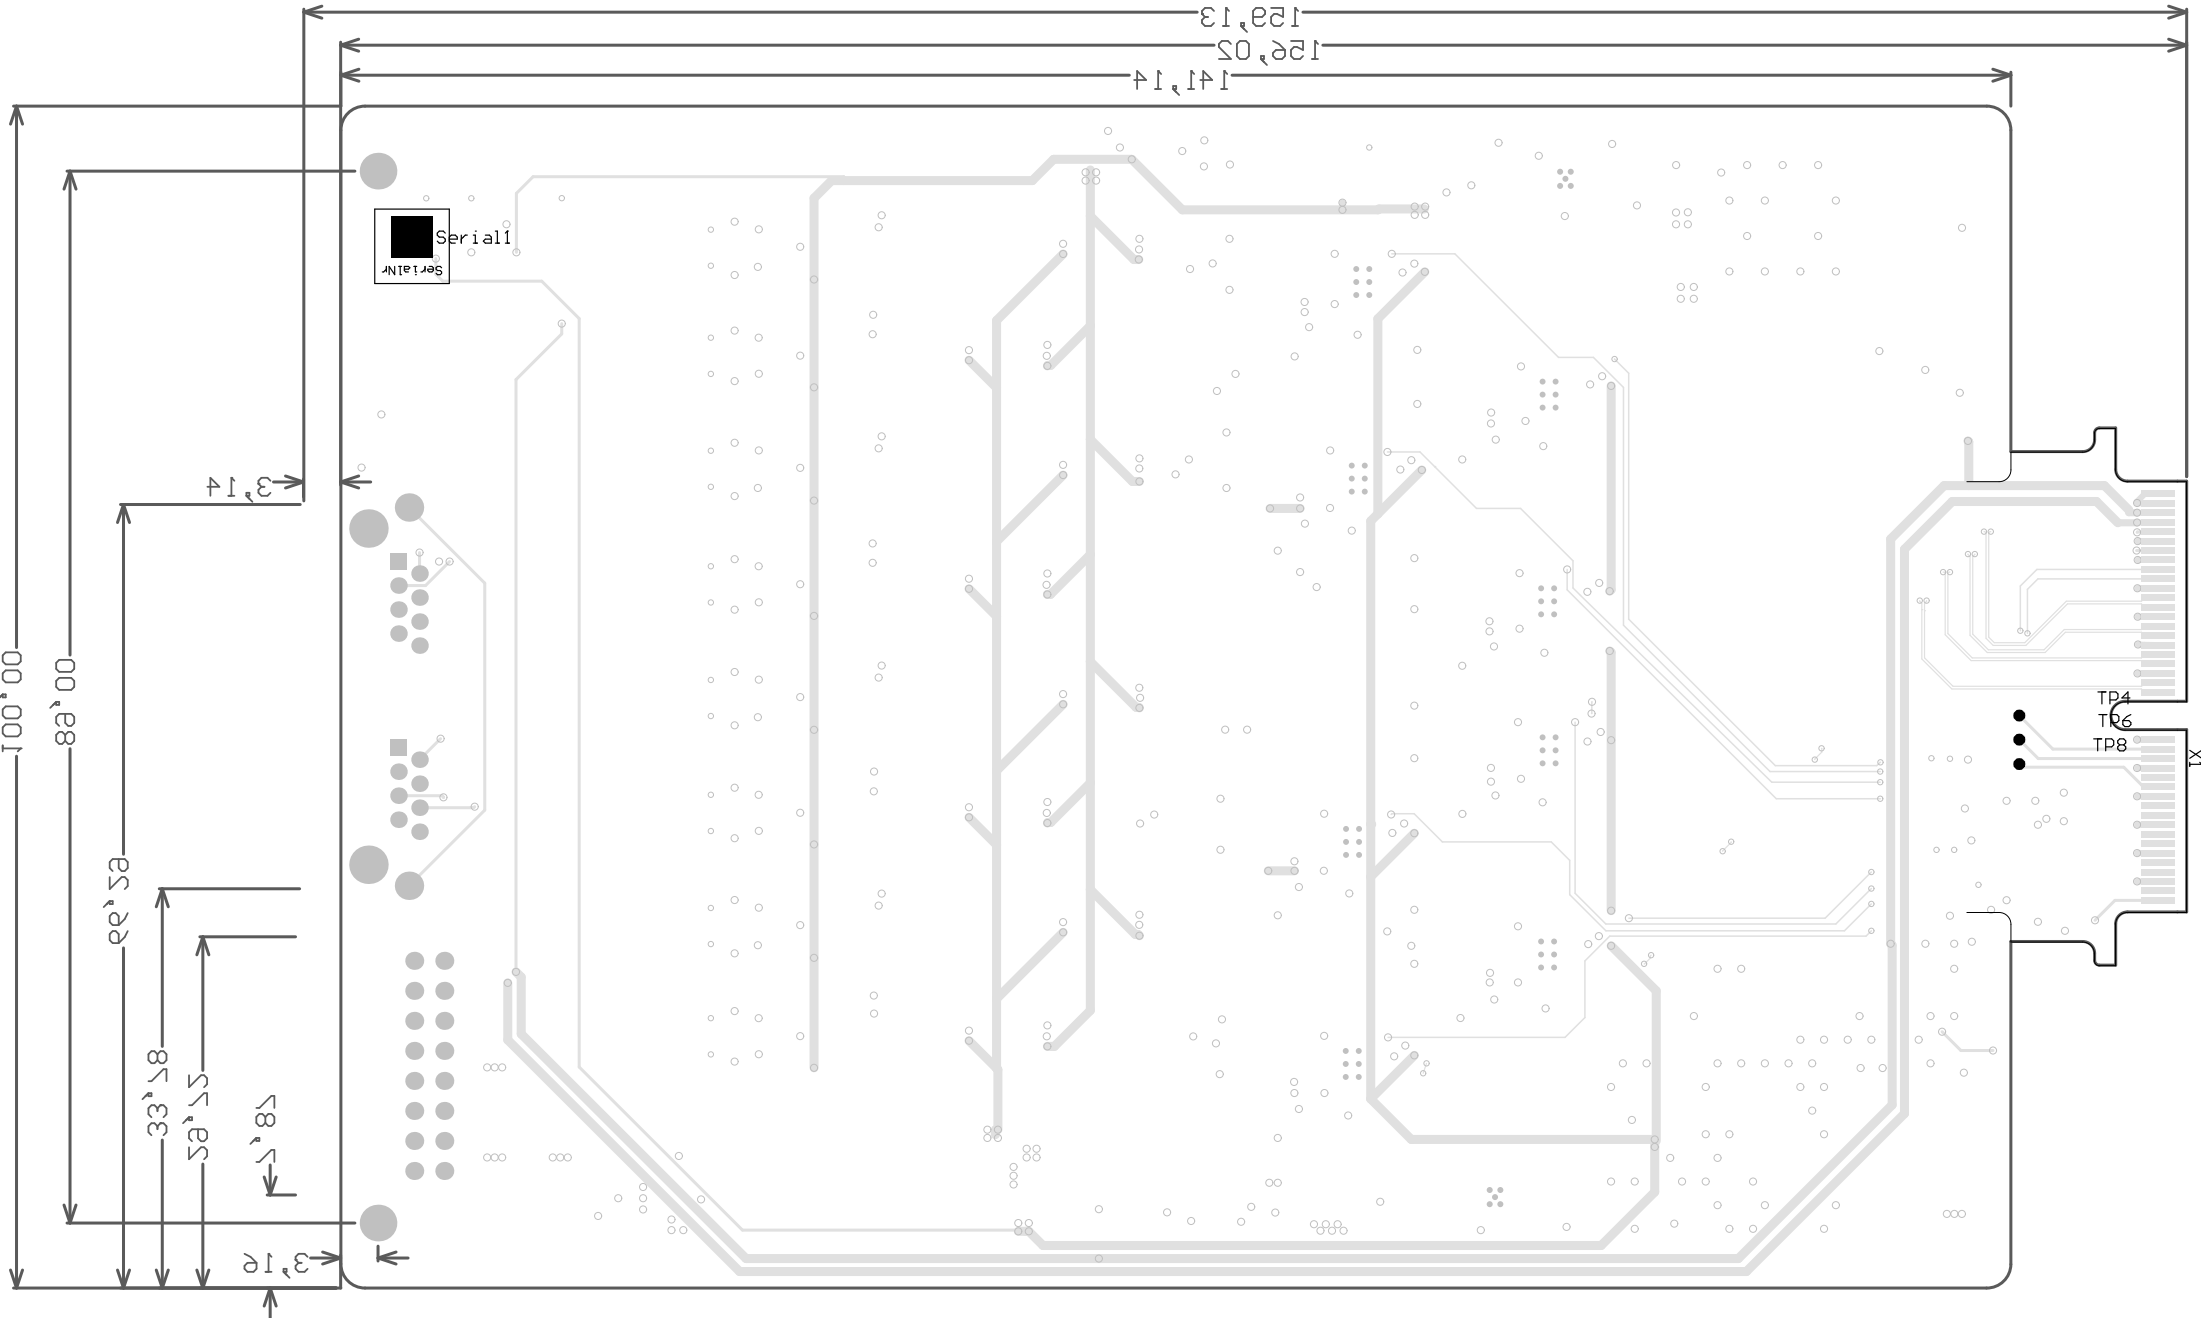 159,13
156,02
141,14
Serial1
SerialNr
3,14
100,00
89,00
66,29
33,78
29,72
7,87
3,16
TP4
TP6
TP8
X1